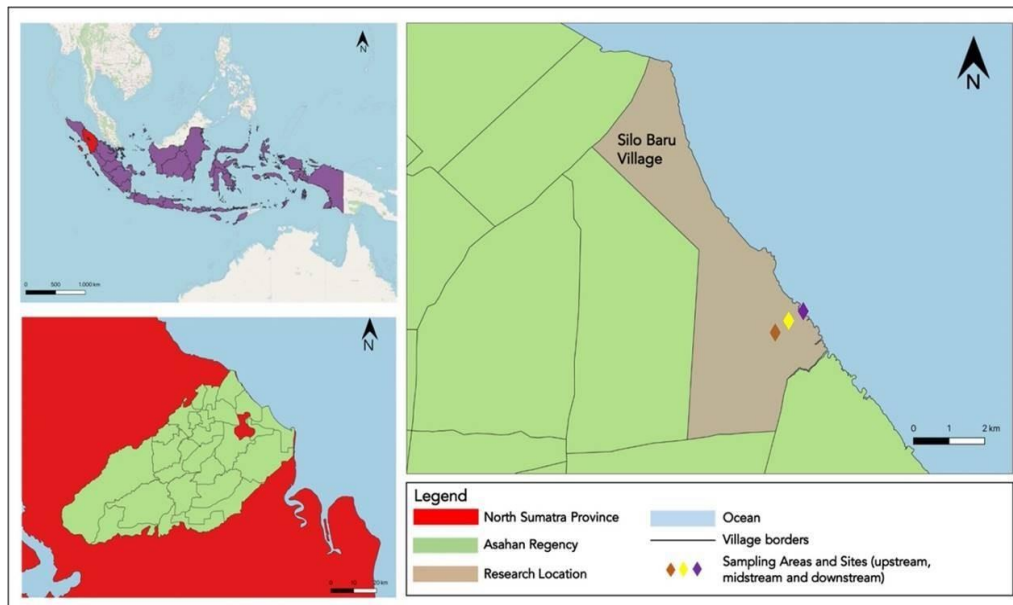 N
0 500 1.000 km
N
0 10 20 km
Silo Baru
Village
N
0 1 2 km
Legend
North Sumatra Province
Asahan Regency
Research Location
Ocean
Village borders
Sampling Areas and Sites (upstream,
midstream and downstream)